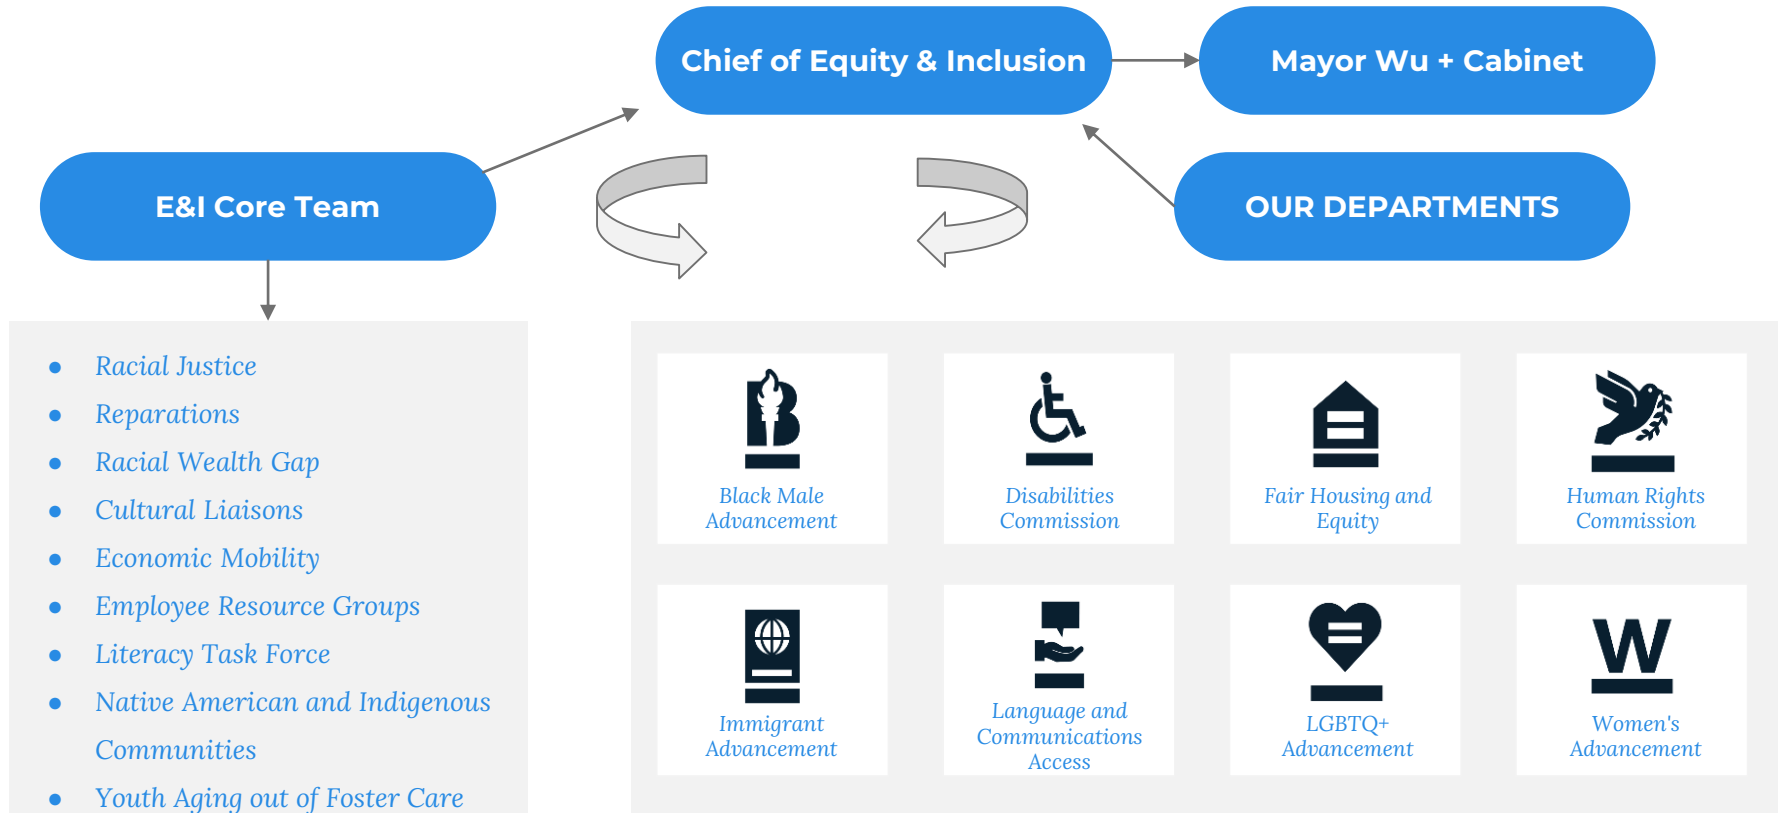 Chief of Equity & Inclusion
Mayor Wu + Cabinet
E&I Core Team
OUR DEPARTMENTS
● Racial Justice
● Reparations
● Racial Wealth Gap
● Cultural Liaisons
● Economic Mobility
● Employee Resource Groups
● Literacy Task Force
● Native American and Indigenous
Communities
● Youth Aging out of Foster Care
B
Black Male
Advancement
Disabilities
Commission
Fair Housing and
Equity
Human Rights
Commission
Immigrant
Advancement
Language and
Communications
Access
LGBTQ+
Advancement
W
Women's
Advancement